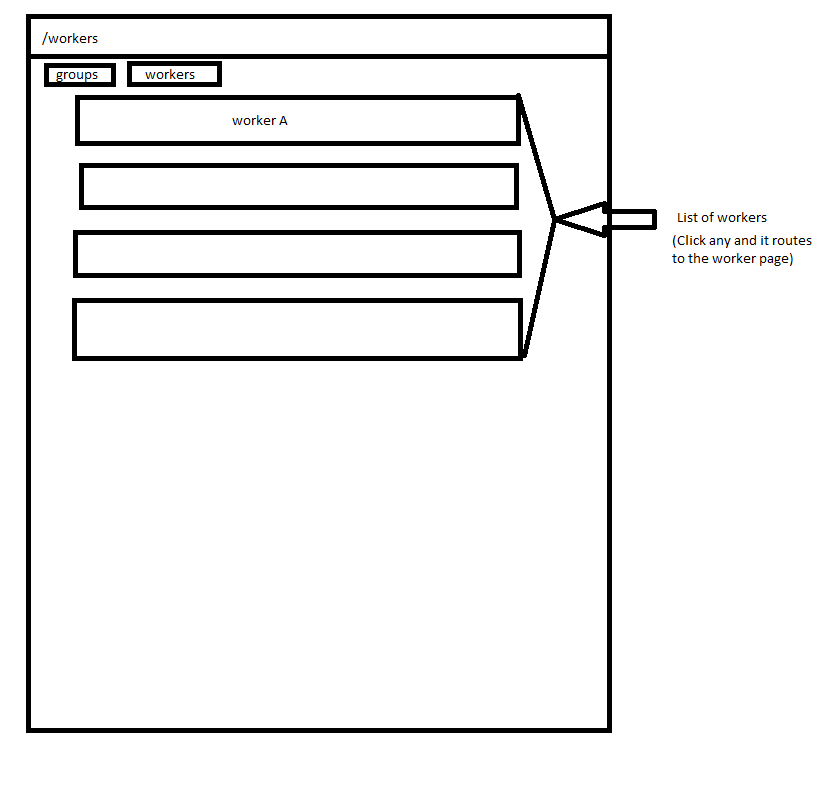 /workers
groups
workers
worker A
List of workers
(Click any and it routes
to the worker page)